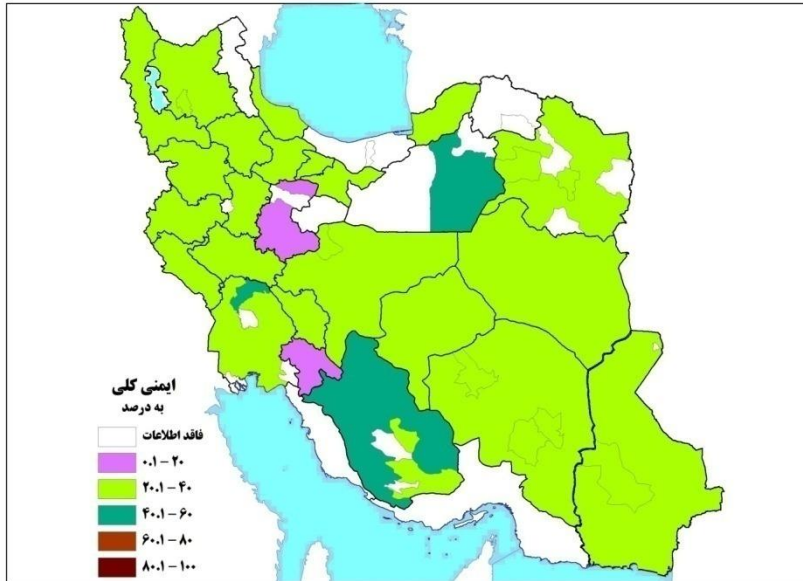 ایمنی کلی
به درصد
فاقد اطلاعات
۰.۱ – ۲۰
۲۰.۱ – ۴۰
۴۰.۱ – ۶۰
۶۰.۱ – ۸۰
۸۰.۱ – ۱۰۰